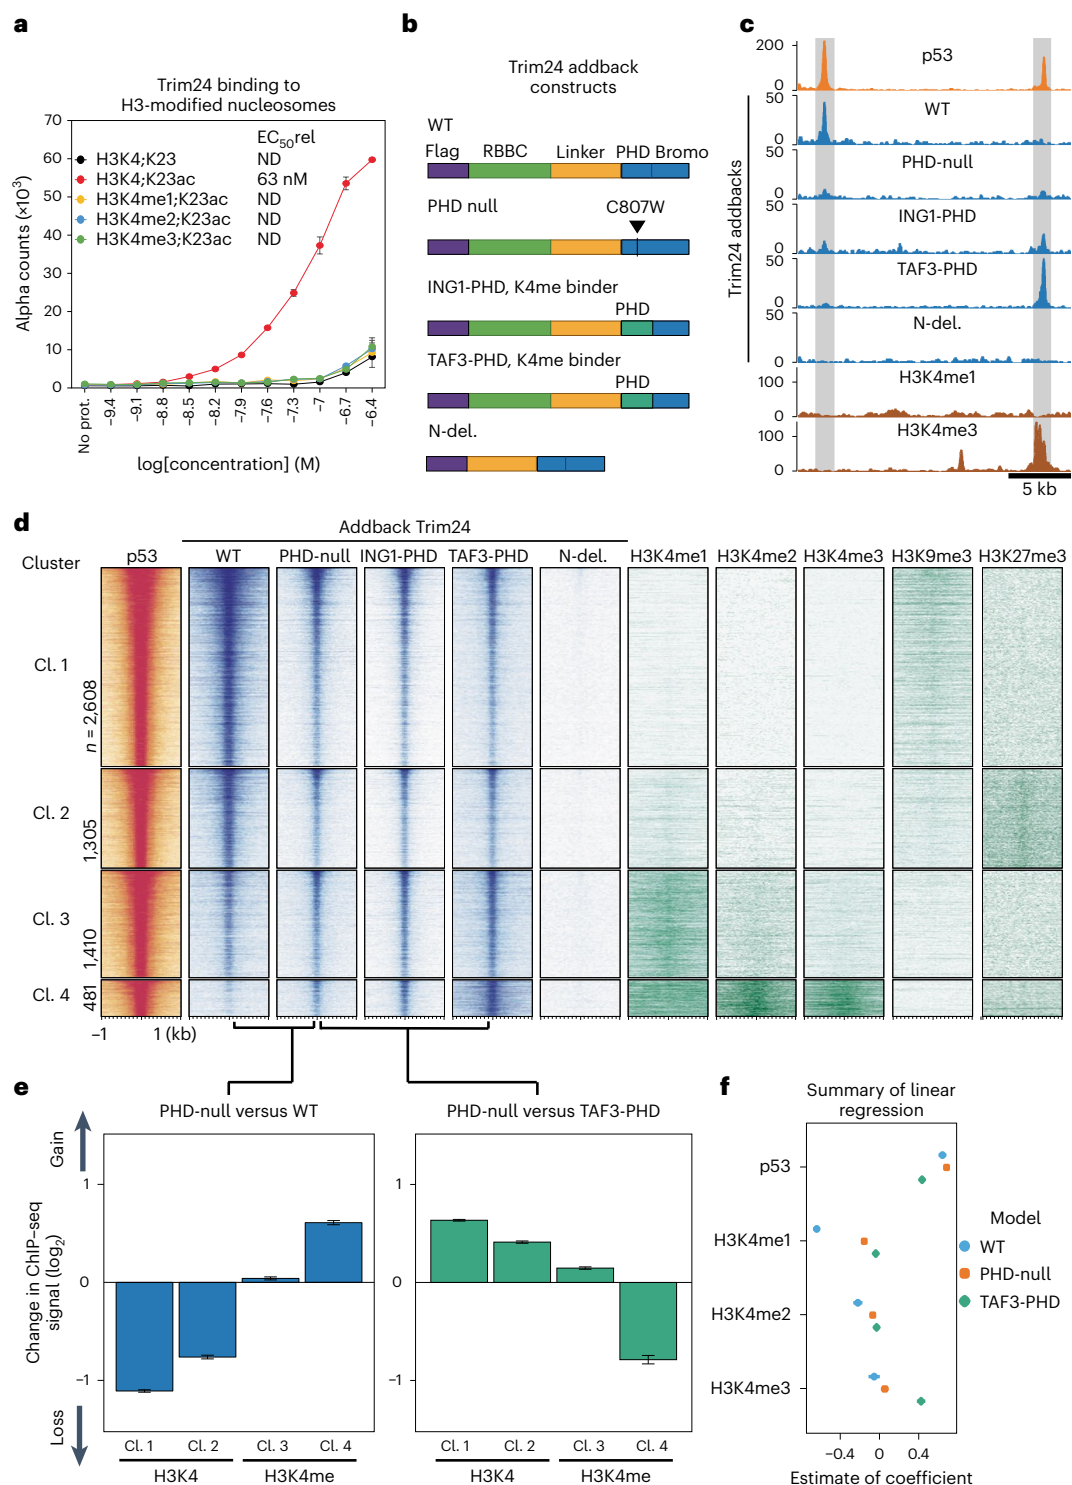 a
Trim24 binding to
H3-modified nucleosomes
70
60
50
40
30
20
10
0
Alpha counts (×10³)
EC₅₀rel
H3K4;K23 ND
H3K4;K23ac 63 nM
H3K4me1;K23ac ND
H3K4me2;K23ac ND
H3K4me3;K23ac ND
No prot.
−9.4
−9.1
−8.8
−8.5
−8.2
−7.9
−7.6
−7.3
−7
−6.7
−6.4
log[concentration] (M)
b
Trim24 addback
constructs
WT
Flag RBBC Linker PHD Bromo
PHD null
C807W
ING1-PHD, K4me binder
PHD
TAF3-PHD, K4me binder
PHD
N-del.
c
200
0
p53
Trim24 addbacks
50
0
WT
50
0
PHD-null
50
0
ING1-PHD
50
0
TAF3-PHD
50
0
N-del.
100
0
H3K4me1
100
0
H3K4me3
5 kb
d
Addback Trim24
Cluster p53 WT PHD-null ING1-PHD TAF3-PHD N-del. H3K4me1 H3K4me2 H3K4me3 H3K9me3 H3K27me3
Cl. 1
n = 2,608
Cl. 2
1,305
Cl. 3
1,410
Cl. 4
481
−1 1 (kb)
e
Gain
Loss
Change in ChIP–seq
signal (log₂)
PHD-null versus WT
1
0
−1
Cl. 1 Cl. 2 Cl. 3 Cl. 4
H3K4 H3K4me
PHD-null versus TAF3-PHD
1
0
−1
Cl. 1 Cl. 2 Cl. 3 Cl. 4
H3K4 H3K4me
f
Summary of linear
regression
p53
H3K4me1
H3K4me2
H3K4me3
−0.4 0 0.4
Estimate of coefficient
Model
WT
PHD-null
TAF3-PHD